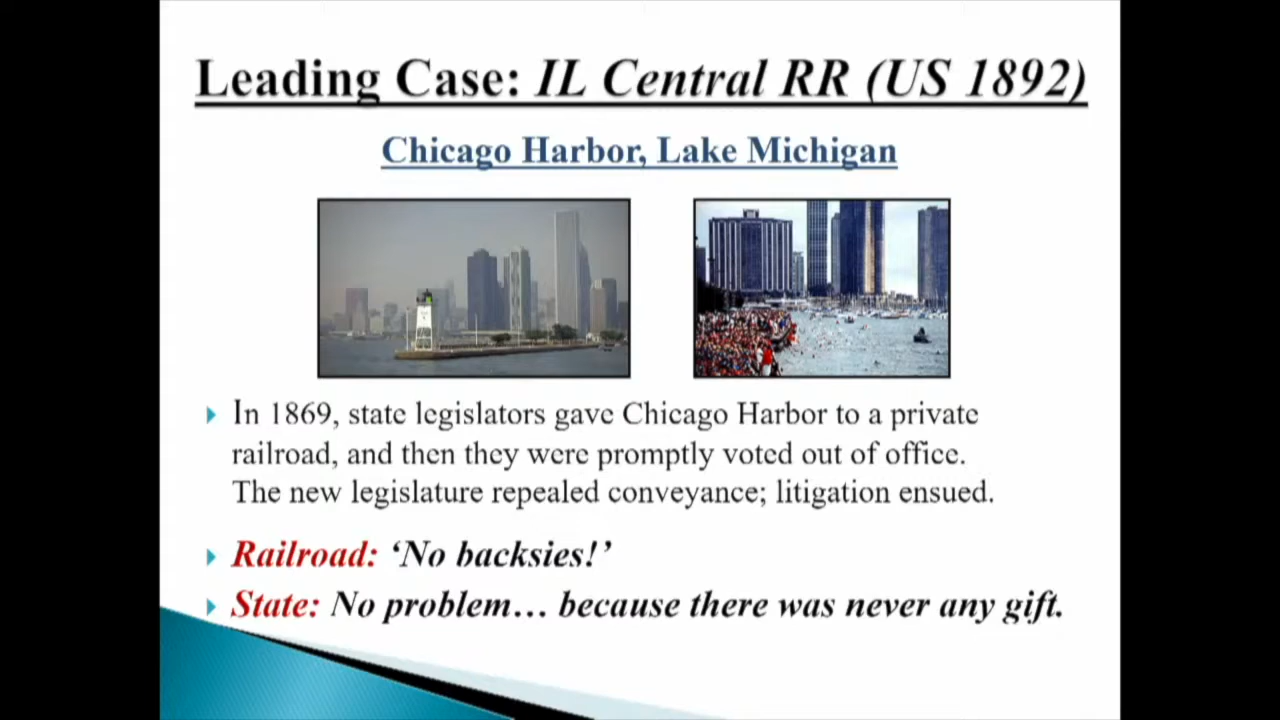 Leading Case: IL Central RR (US 1892)
Chicago Harbor, Lake Michigan
In 1869, state legislators gave Chicago Harbor to a private
railroad, and then they were promptly voted out of office.
The new legislature repealed conveyance; litigation ensued.
Railroad: ‘No backsies!’
State: No problem… because there was never any gift.